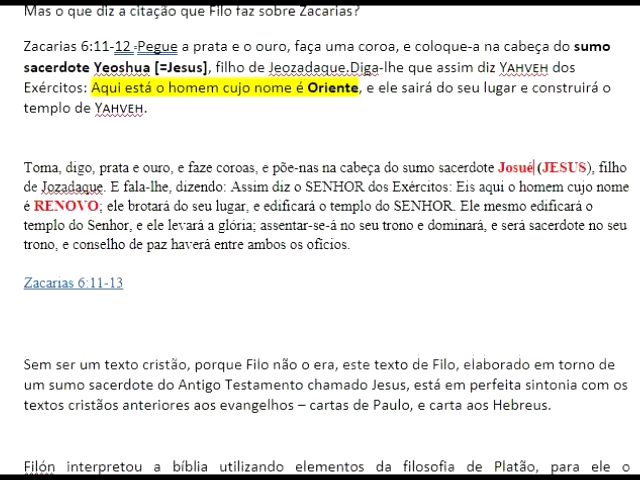 Mas o que diz a citação que Filo faz sobre Zacarias?
Zacarias 6:11-12 -Pegue a prata e o ouro, faça uma coroa, e coloque-a na cabeça do sumo
sacerdote Yeoshua [=Jesus], filho de Jeozadaque.Diga-lhe que assim diz YAHVEH dos
Exércitos: Aqui está o homem cujo nome é Oriente, e ele sairá do seu lugar e construirá o
templo de YAHVEH.
Toma, digo, prata e ouro, e faze coroas, e põe-nas na cabeça do sumo sacerdote Josué (JESUS), filho
de Jozadaque. E fala-lhe, dizendo: Assim diz o SENHOR dos Exércitos: Eis aqui o homem cujo nome
é RENOVO; ele brotará do seu lugar, e edificará o templo do SENHOR. Ele mesmo edificará o
templo do Senhor, e ele levará a glória; assentar-se-á no seu trono e dominará, e será sacerdote no seu
trono, e conselho de paz haverá entre ambos os ofícios.
Zacarias 6:11-13
Sem ser um texto cristão, porque Filo não o era, este texto de Filo, elaborado em torno de
um sumo sacerdote do Antigo Testamento chamado Jesus, está em perfeita sintonia com os
textos cristãos anteriores aos evangelhos – cartas de Paulo, e carta aos Hebreus.
Filón interpretou a bíblia utilizando elementos da filosofia de Platão, para ele o